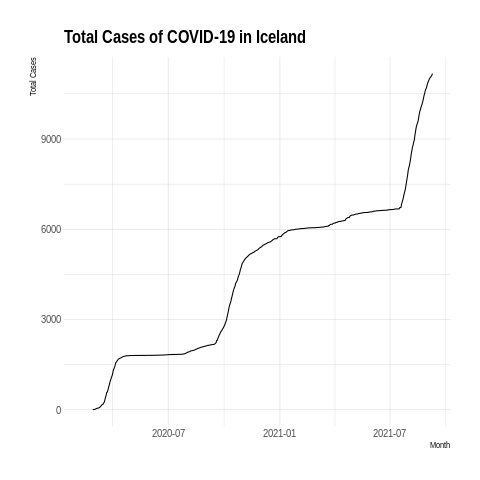 Total Cases of COVID-19 in Iceland
Total Cases
9000
6000
3000
0
2020-07
2021-01
2021-07
Month